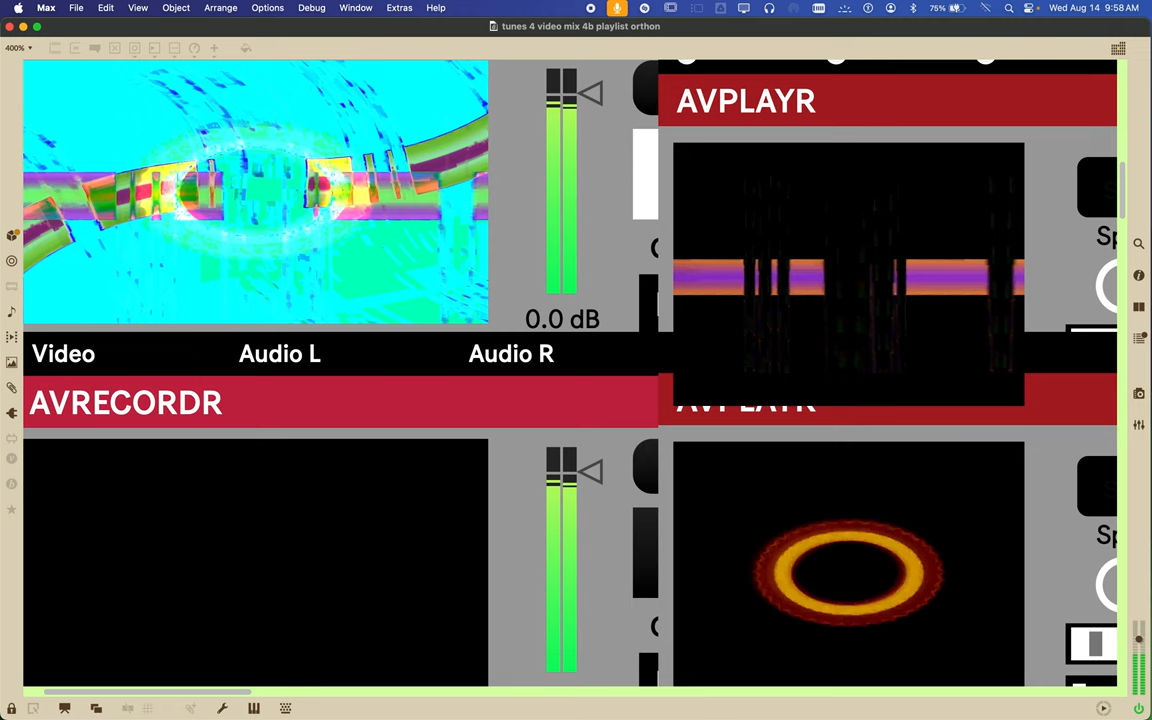 Max File Edit View Object Arrange Options Debug Window Extras Help 75% Wed Aug 14 9:58 AM
tunes 4 video mix 4b playlist orthon
400%
AVPLAYR
Sp
0.0 dB
Video Audio L Audio R
AVRECORDR
AVPLAYR
Sp